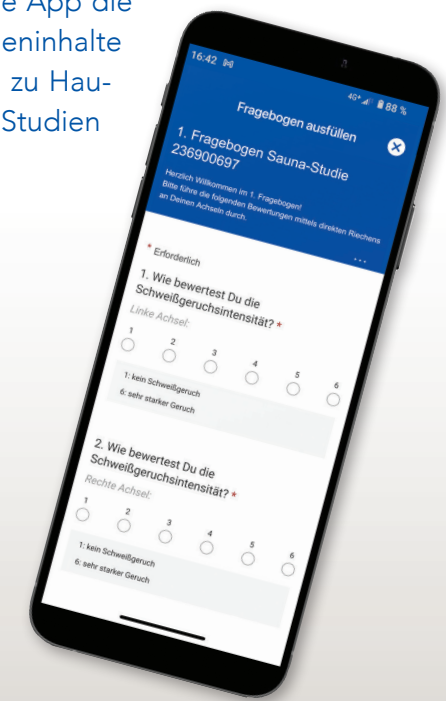 e App die
eninhalte
zu Hau-
Studien
16:42
4G+ 88 %
Fragebogen ausfüllen
1. Fragebogen Sauna-Studie
236900697
Herzlich Willkommen im 1. Fragebogen!
Bitte führe die folgenden Bewertungen mittels direkten Riechens
an Deinen Achseln durch.
* Erforderlich
1. Wie bewertest Du die
Schweißgeruchsintensität? *
Linke Achsel:
1 2 3 4 5 6
1: kein Schweißgeruch
6: sehr starker Geruch
2. Wie bewertest Du die
Schweißgeruchsintensität? *
Rechte Achsel:
1 2 3 4 5 6
1: kein Schweißgeruch
6: sehr starker Geruch